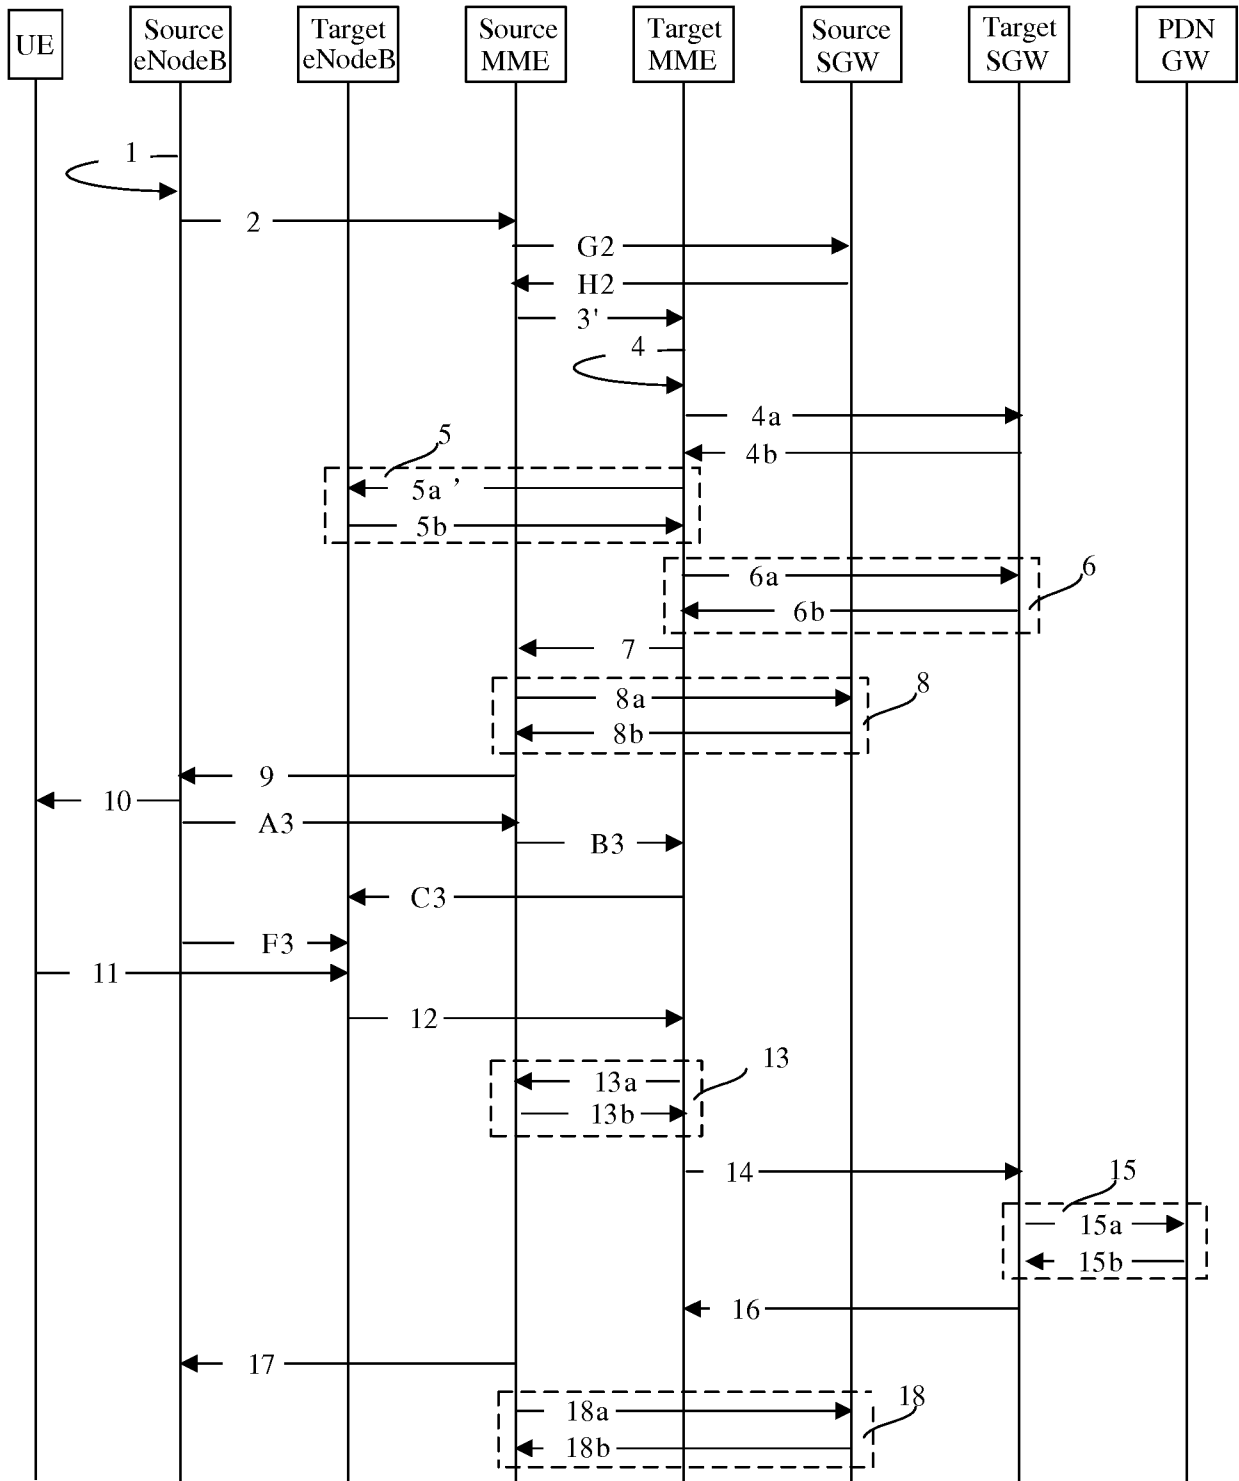 UE
Source
eNodeB
Target
eNodeB
Source
MME
Target
MME
Source
SGW
Target
SGW
PDN
GW
1
2
G2
H2
3'
4
4a
4b
5
5a '
5b
6a
6
6b
7
8
8a
8b
9
10
A3
B3
C3
F3
11
12
13
13a
13b
14
15
15a
15b
16
17
18
18a
18b